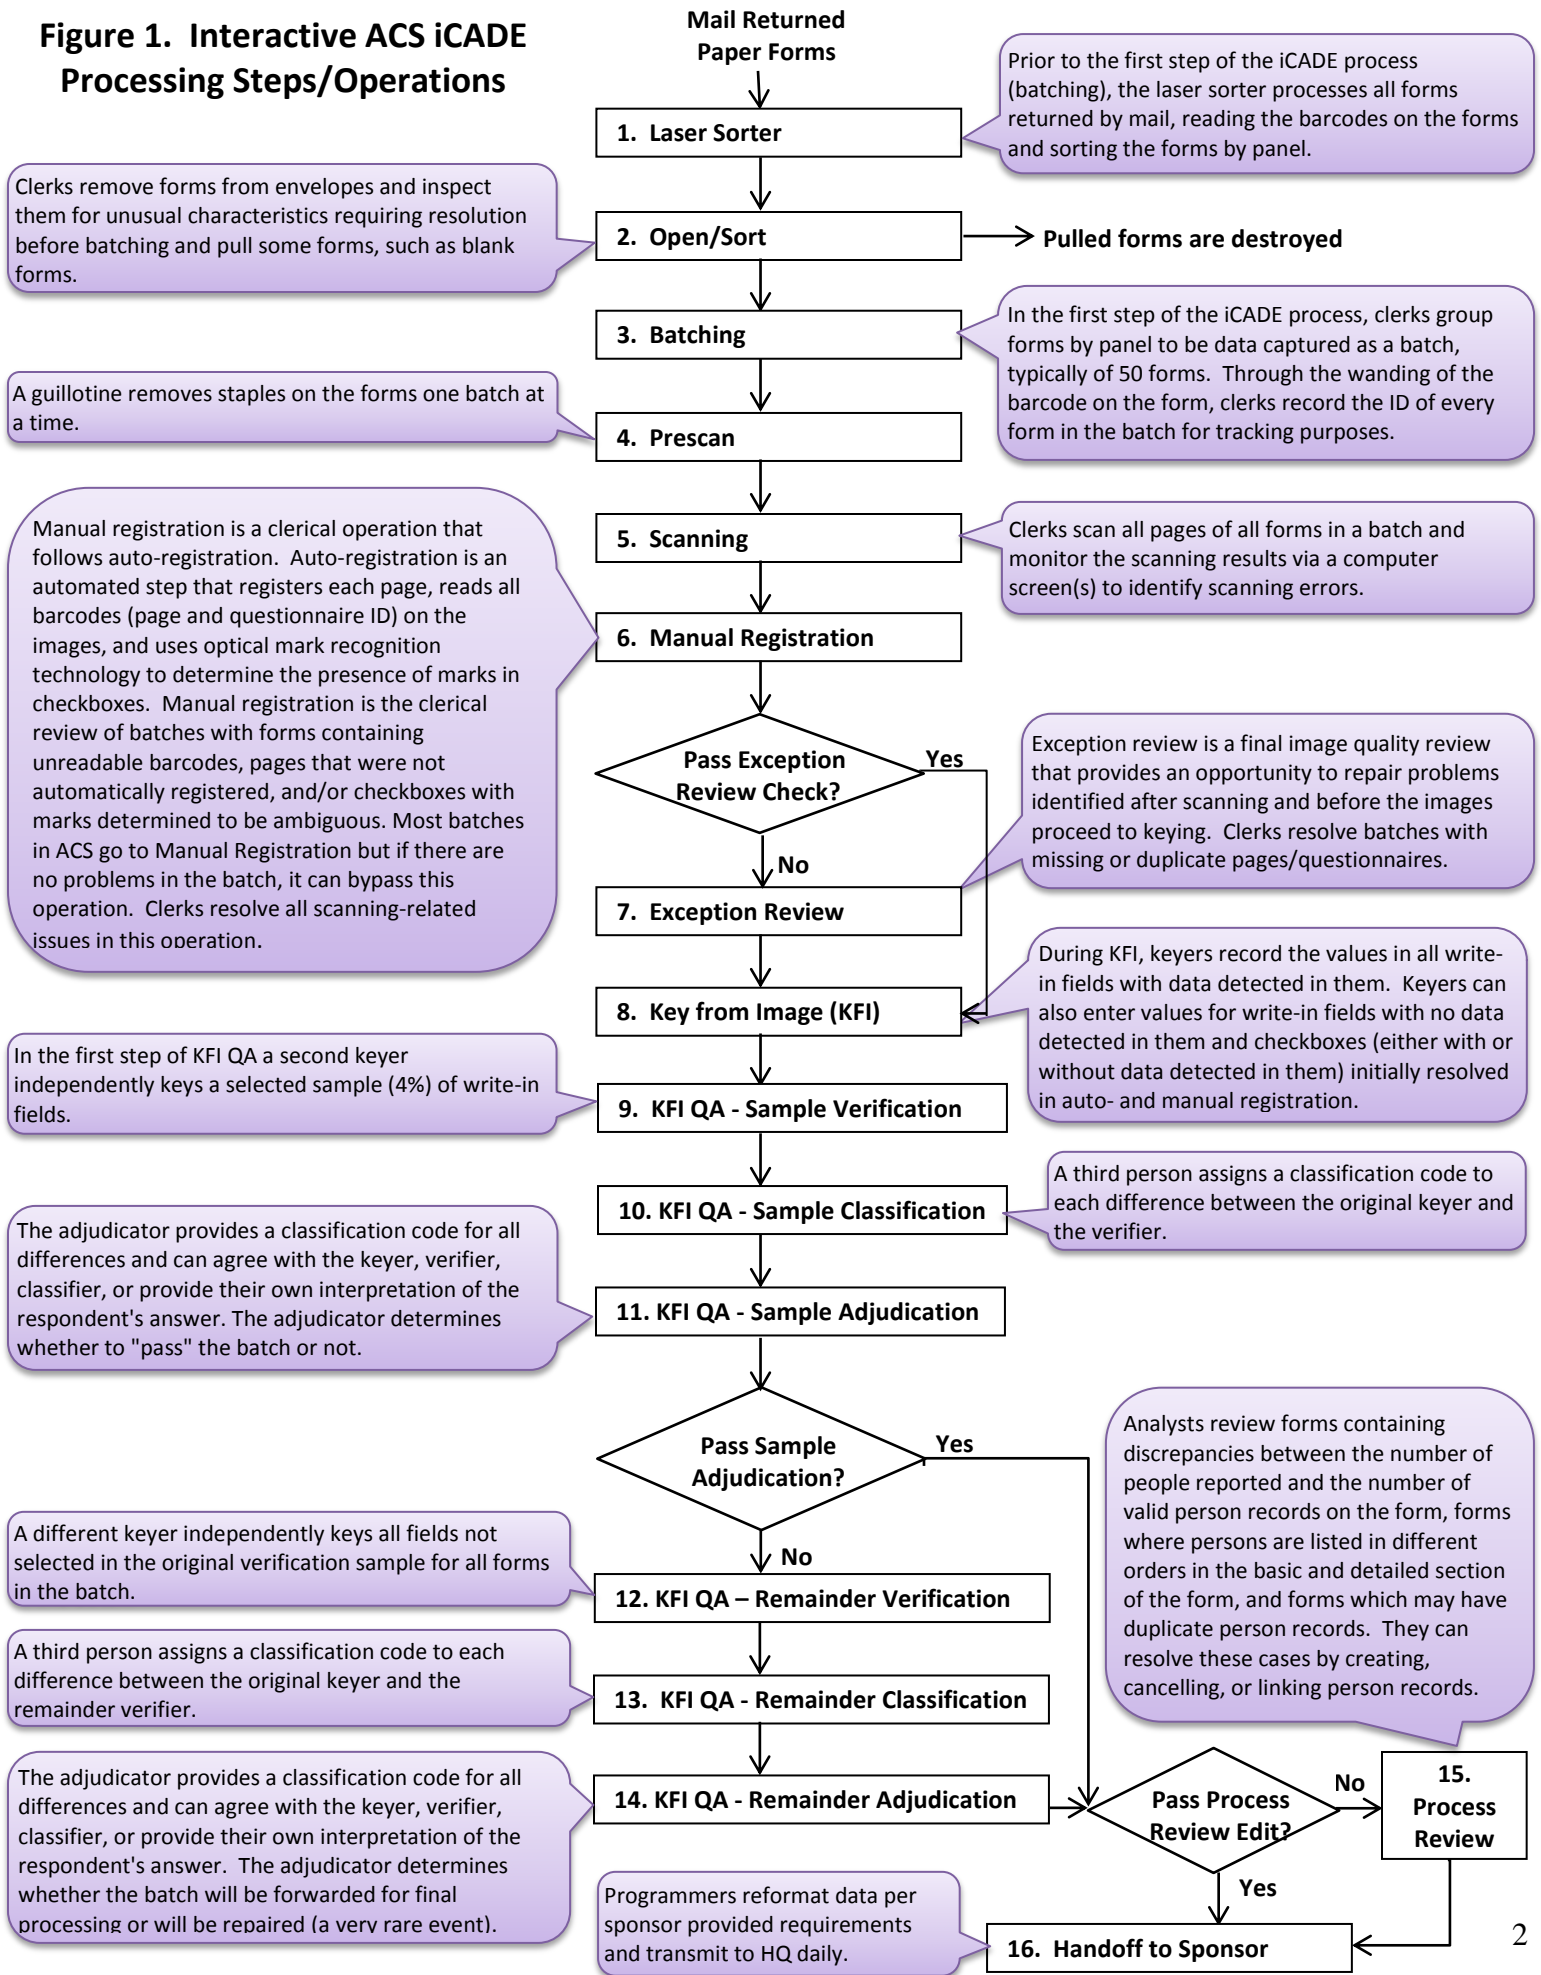 Figure 1.  Interactive ACS iCADE
Processing Steps/Operations
Mail Returned
Paper Forms
Prior to the first step of the iCADE process
(batching), the laser sorter processes all forms
returned by mail, reading the barcodes on the forms
and sorting the forms by panel.
1.  Laser Sorter
Clerks remove forms from envelopes and inspect
them for unusual characteristics requiring resolution
before batching and pull some forms, such as blank
forms.
2.  Open/Sort
Pulled forms are destroyed
In the first step of the iCADE process, clerks group
forms by panel to be data captured as a batch,
typically of 50 forms.  Through the wanding of the
barcode on the form, clerks record the ID of every
form in the batch for tracking purposes.
3.  Batching
A guillotine removes staples on the forms one batch at
a time.
4.  Prescan
Clerks scan all pages of all forms in a batch and
monitor the scanning results via a computer
screen(s) to identify scanning errors.
5.  Scanning
Manual registration is a clerical operation that
follows auto-registration.  Auto-registration is an
automated step that registers each page, reads all
barcodes (page and questionnaire ID) on the
images, and uses optical mark recognition
technology to determine the presence of marks in
checkboxes.  Manual registration is the clerical
review of batches with forms containing
unreadable barcodes, pages that were not
automatically registered, and/or checkboxes with
marks determined to be ambiguous. Most batches
in ACS go to Manual Registration but if there are
no problems in the batch, it can bypass this
operation.  Clerks resolve all scanning-related
issues in this operation.
6.  Manual Registration
Pass Exception
Review Check?
Yes
No
Exception review is a final image quality review
that provides an opportunity to repair problems
identified after scanning and before the images
proceed to keying.  Clerks resolve batches with
missing or duplicate pages/questionnaires.
7.  Exception Review
During KFI, keyers record the values in all write-
in fields with data detected in them.  Keyers can
also enter values for write-in fields with no data
detected in them and checkboxes (either with or
without data detected in them) initially resolved
in auto- and manual registration.
8.  Key from Image (KFI)
In the first step of KFI QA a second keyer
independently keys a selected sample (4%) of write-in
fields.
9.  KFI QA - Sample Verification
A third person assigns a classification code to
each difference between the original keyer and
the verifier.
10. KFI QA - Sample Classification
The adjudicator provides a classification code for all
differences and can agree with the keyer, verifier,
classifier, or provide their own interpretation of the
respondent's answer. The adjudicator determines
whether to "pass" the batch or not.
11. KFI QA - Sample Adjudication
Pass Sample
Adjudication?
Yes
No
Analysts review forms containing
discrepancies between the number of
people reported and the number of
valid person records on the form, forms
where persons are listed in different
orders in the basic and detailed section
of the form, and forms which may have
duplicate person records.  They can
resolve these cases by creating,
cancelling, or linking person records.
A different keyer independently keys all fields not
selected in the original verification sample for all forms
in the batch.
12. KFI QA – Remainder Verification
A third person assigns a classification code to each
difference between the original keyer and the
remainder verifier.
13.  KFI QA - Remainder Classification
The adjudicator provides a classification code for all
differences and can agree with the keyer, verifier,
classifier, or provide their own interpretation of the
respondent's answer.  The adjudicator determines
whether the batch will be forwarded for final
processing or will be repaired (a very rare event).
14. KFI QA - Remainder Adjudication
Pass Process
Review Edit?
No
15.
Process
Review
Yes
Programmers reformat data per
sponsor provided requirements
and transmit to HQ daily.
16.  Handoff to Sponsor
2